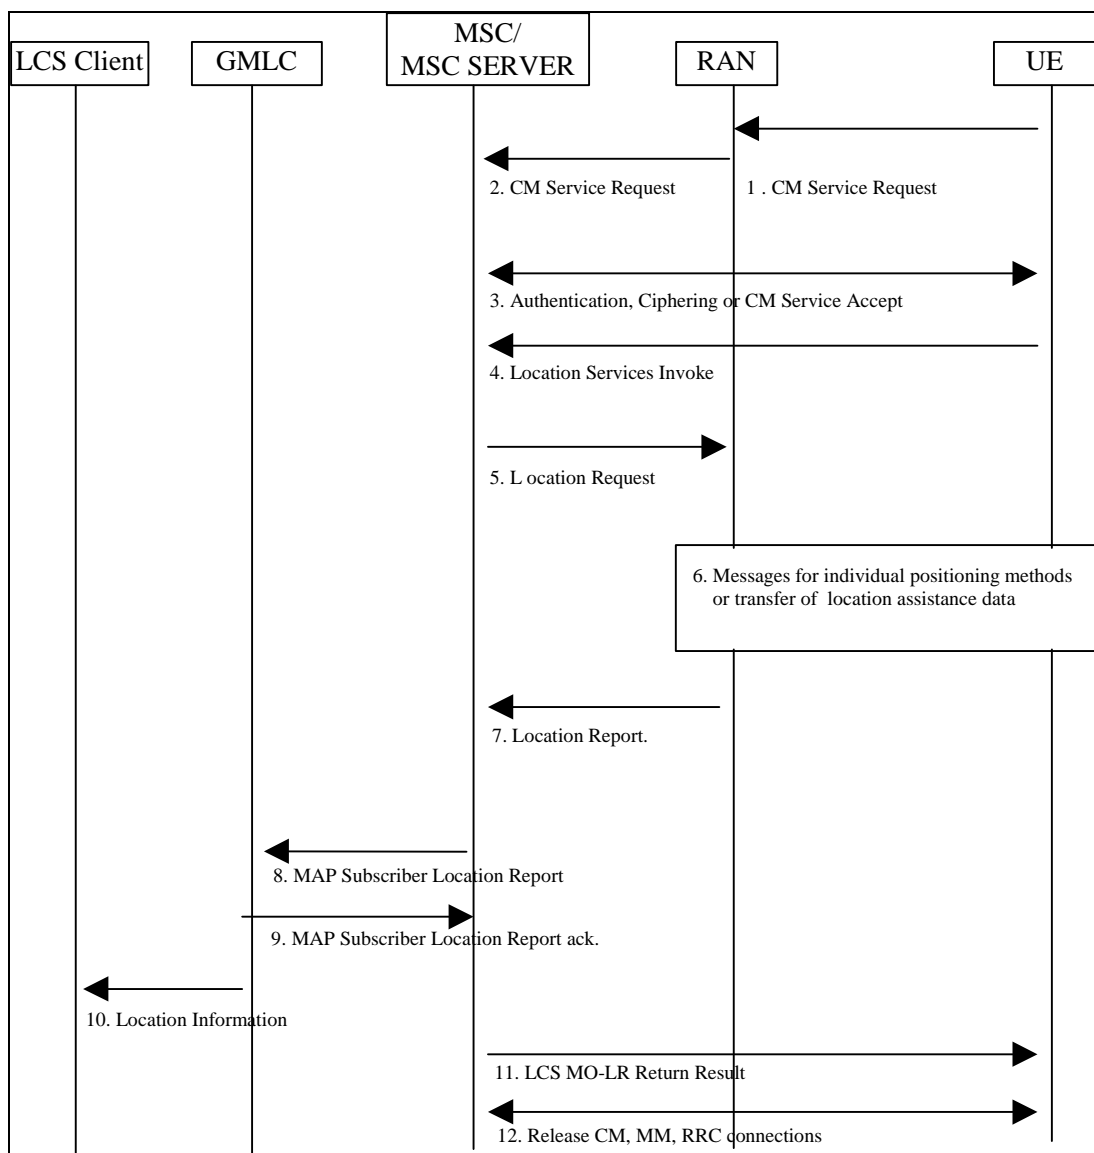 LCS Client
GMLC
MSC/
MSC SERVER
RAN
UE
2. CM Service Request
1 . CM Service Request
3. Authentication, Ciphering or CM Service Accept
4. Location Services Invoke
5. L ocation Request
6. Messages for individual positioning methods
or transfer of location assistance data
7. Location Report.
8. MAP Subscriber Location Report
9. MAP Subscriber Location Report ack.
10. Location Information
11. LCS MO-LR Return Result
12. Release CM, MM, RRC connections